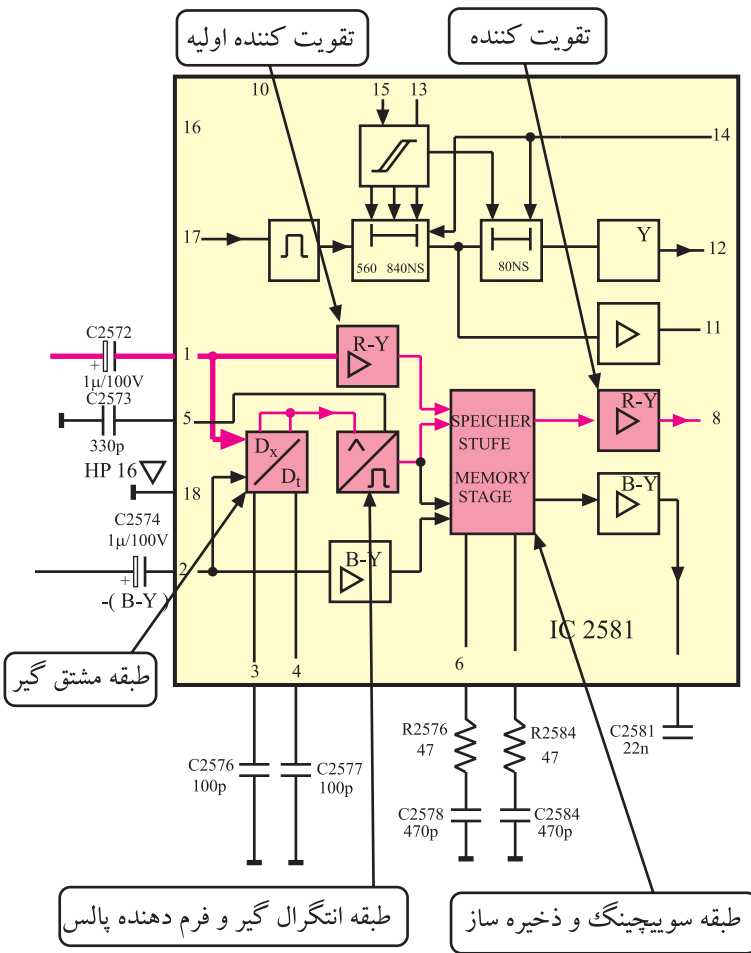 تقویت کننده اولیه
تقویت کننده
10
15
13
16
14
17
560 840NS
80NS
Y
12
11
C2572
+
1µ/100V
1
R-Y
C2573
330p
5
HP 16
18
Dx
Dt
SPEICHER
STUFE
MEMORY
STAGE
R-Y
8
B-Y
C2574
1µ/100V
+
-( B-Y )
2
B-Y
IC 2581
طبقه مشتق گیر
3
4
6
C2576
100p
C2577
100p
R2576
47
R2584
47
C2581
22n
C2578
470p
C2584
470p
طبقه انتگرال گیر و فرم دهنده پالس
طبقه سوییچینگ و ذخیره ساز